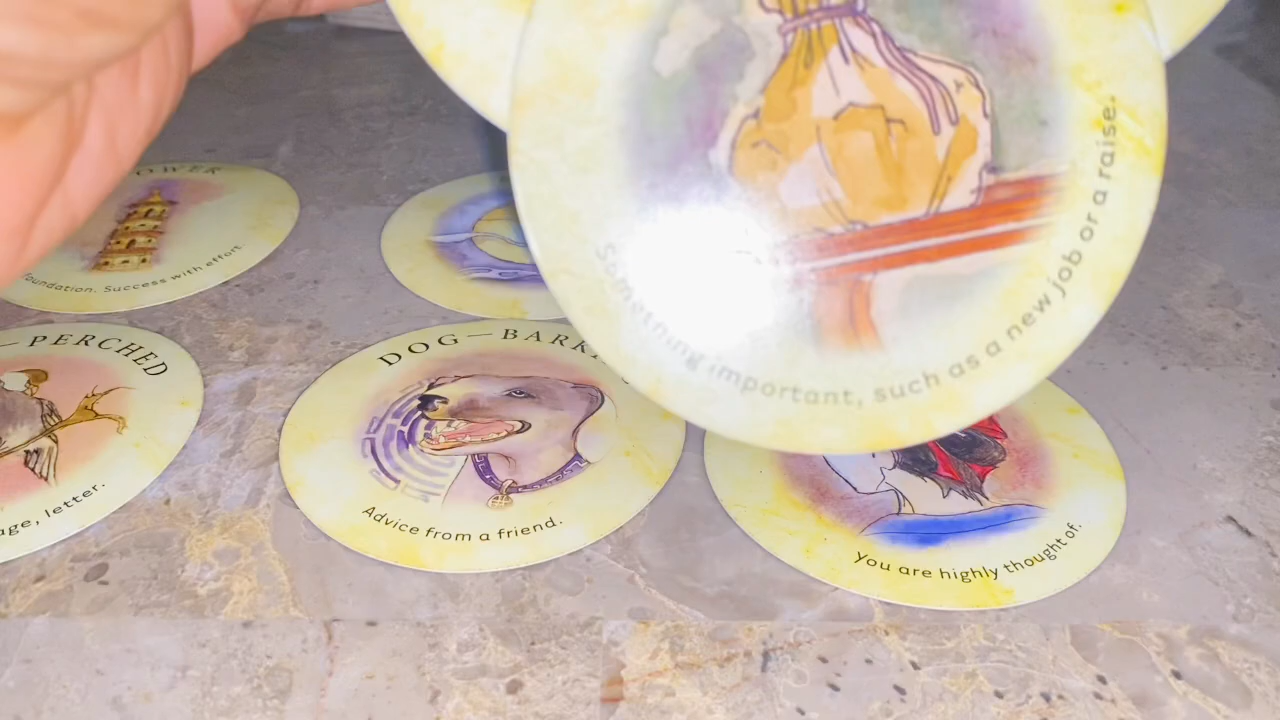 OWER
foundation. Success with effort.
Something important, such as a new job or a raise.
— PERCHED
age, letter.
DOG—BARK
Advice from a friend.
You are highly thought of.